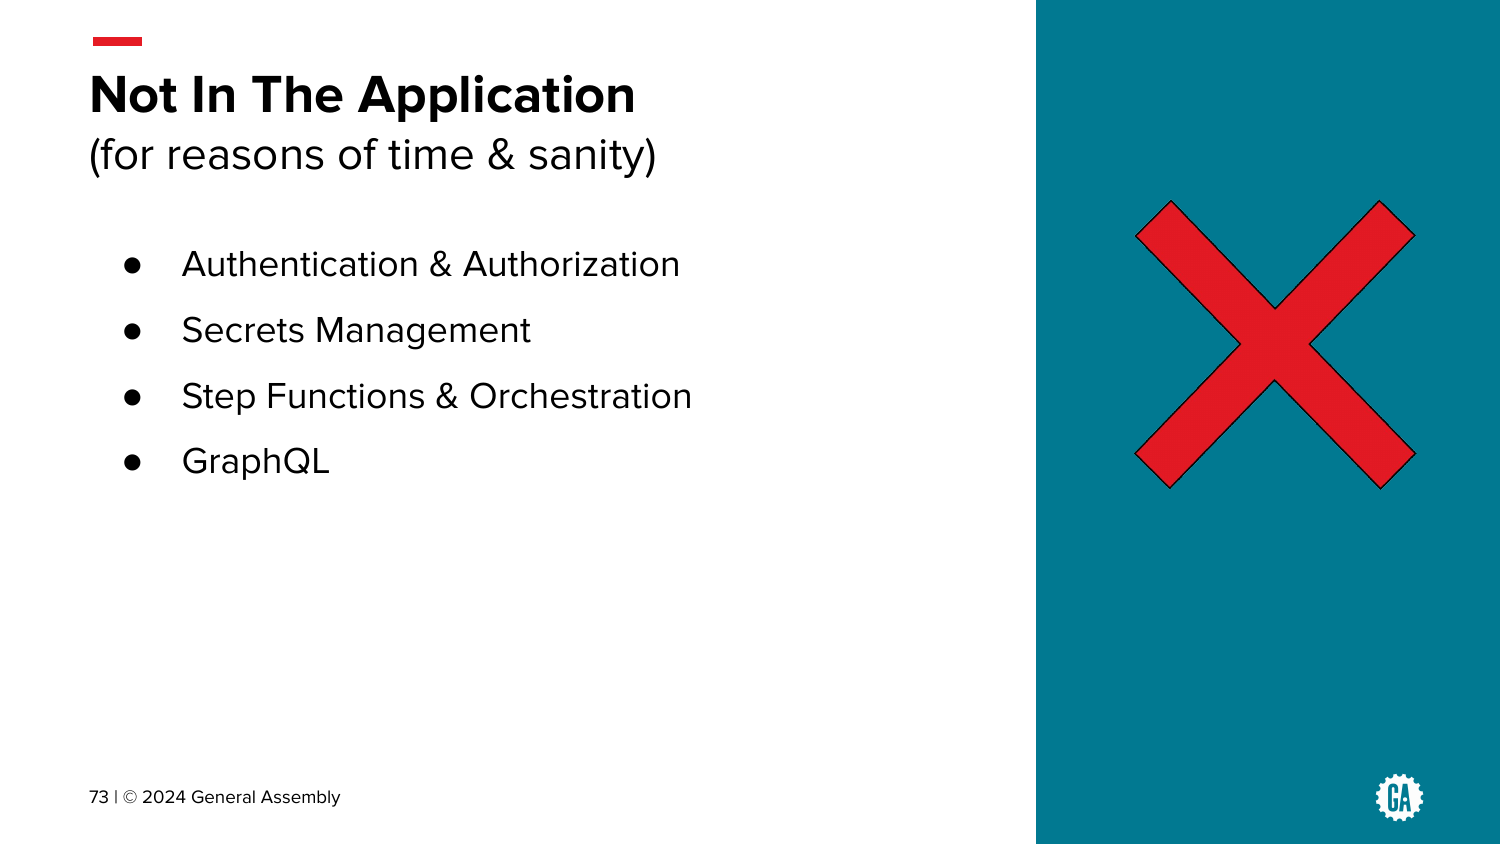 Not In The Application
(for reasons of time & sanity)
● Authentication & Authorization
● Secrets Management
● Step Functions & Orchestration
● GraphQL
73 | © 2024 General Assembly
GA